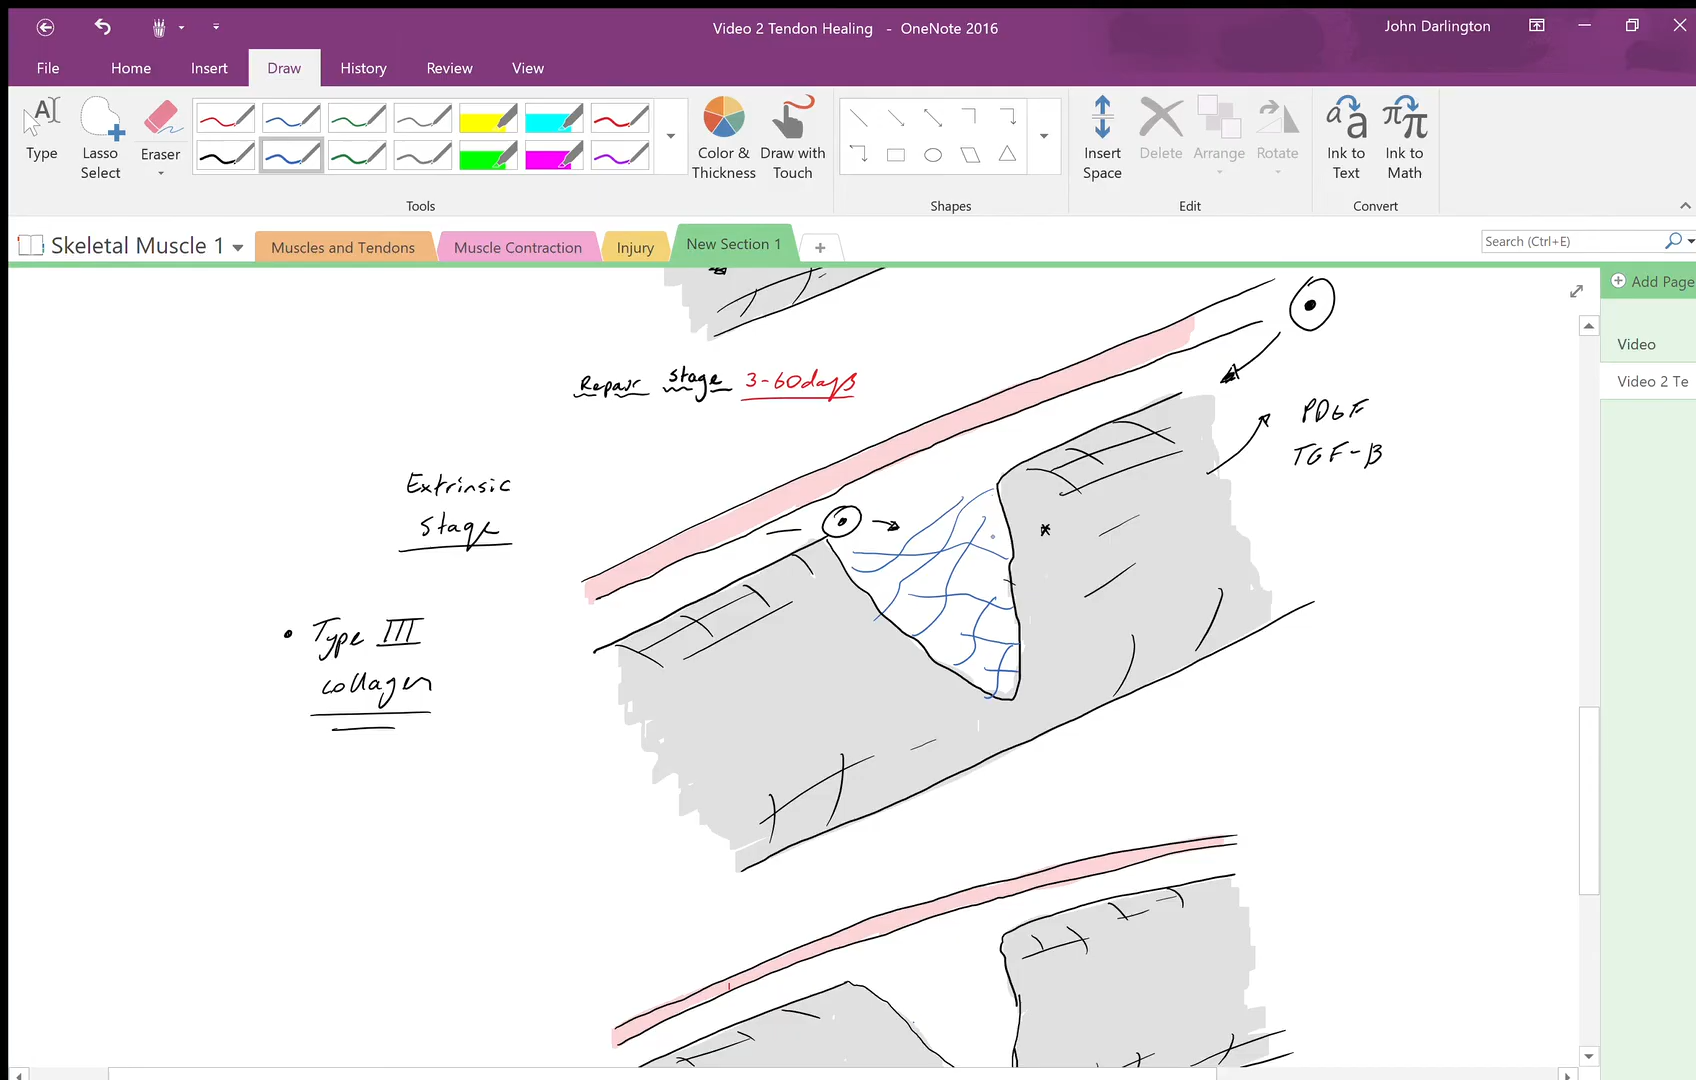 Video 2 Tendon Healing - OneNote 2016
John Darlington
File Home Insert Draw History Review View
Type
Lasso Select
Eraser
Color & Thickness
Draw with Touch
Insert Space
Delete
Arrange
Rotate
Ink to Text
Ink to Math
Tools
Shapes
Edit
Convert
Skeletal Muscle 1
Muscles and Tendons
Muscle Contraction
Injury
New Section 1
Search (Ctrl+E)
Add Page
Video
Video 2 Te
Repair Stage 3-60days
PDGF
TGF-β
Extrinsic
Stage
• Type III
collagen